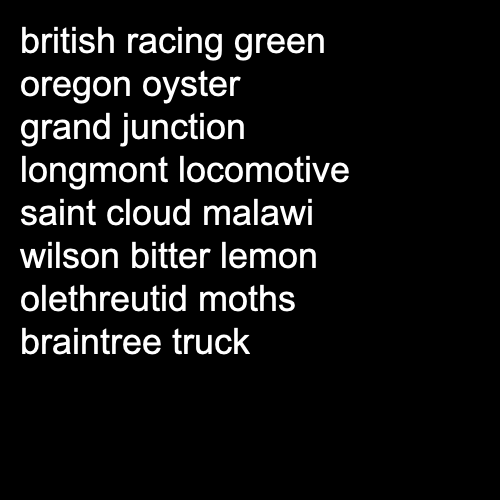 british racing green
oregon oyster
grand junction
longmont locomotive
saint cloud malawi
wilson bitter lemon
olethreutid moths
braintree truck